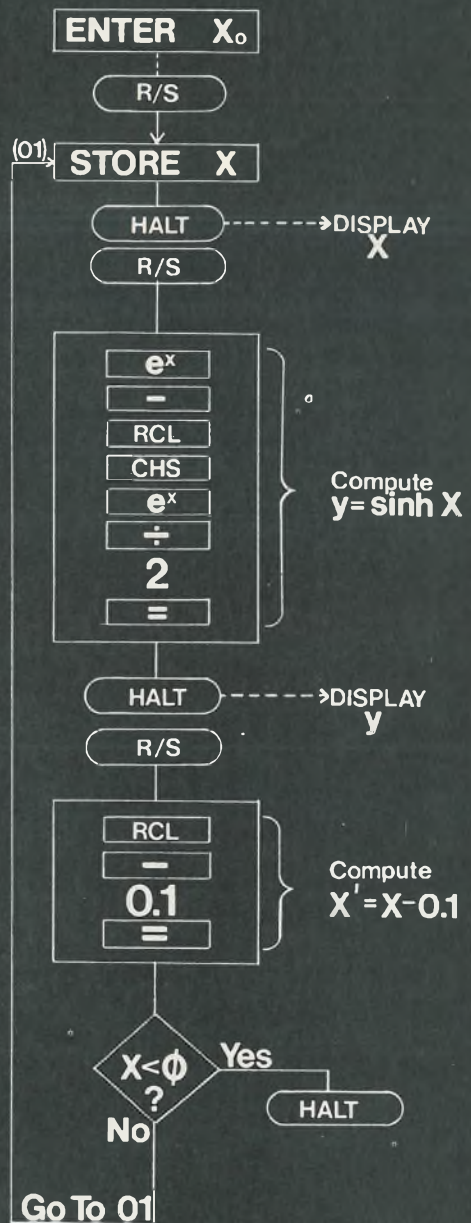 ENTER X₀
R/S
(01)
STORE X
HALT
DISPLAY
X
R/S
eˣ
-
RCL
CHS
eˣ
÷
2
=
Compute
y=sinh X
HALT
DISPLAY
y
R/S
RCL
-
0.1
=
Compute
X'=X-0.1
X<ϕ
?
Yes
HALT
No
Go To 01